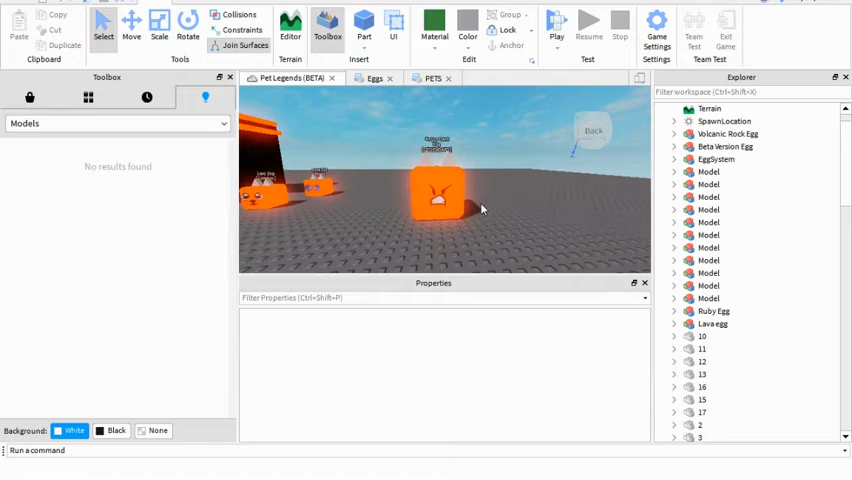 Paste
Copy
Cut
Duplicate
Clipboard
Select
Move
Scale
Rotate
Collisions
Constraints
Join Surfaces
Tools
Editor
Terrain
Toolbox
Part
UI
Insert
Material
Color
Group
Lock
Anchor
Edit
Play
Resume
Stop
Test
Game
Settings
Settings
Team
Test
Exit
Game
Team Test
Toolbox
Models
No results found
Background:
White
Black
None
Pet Legends (BETA)
Eggs
PETS
Back
Z
Properties
Filter Properties (Ctrl+Shift+P)
Explorer
Filter workspace (Ctrl+Shift+X)
Terrain
SpawnLocation
Volcanic Rock Egg
Beta Version Egg
EggSystem
Model
Model
Model
Model
Model
Model
Model
Model
Model
Model
Model
Ruby Egg
Lava egg
10
11
12
13
16
15
17
2
3
Run a command